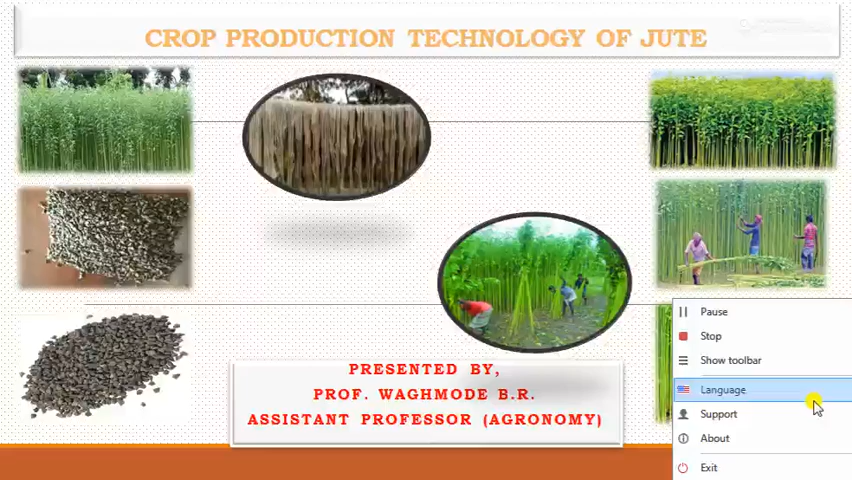 CROP PRODUCTION TECHNOLOGY OF JUTE
PRESENTED BY,
PROF. WAGHMODE B.R.
ASSISTANT PROFESSOR (AGRONOMY)
Pause
Stop
Show toolbar
Language
Support
About
Exit